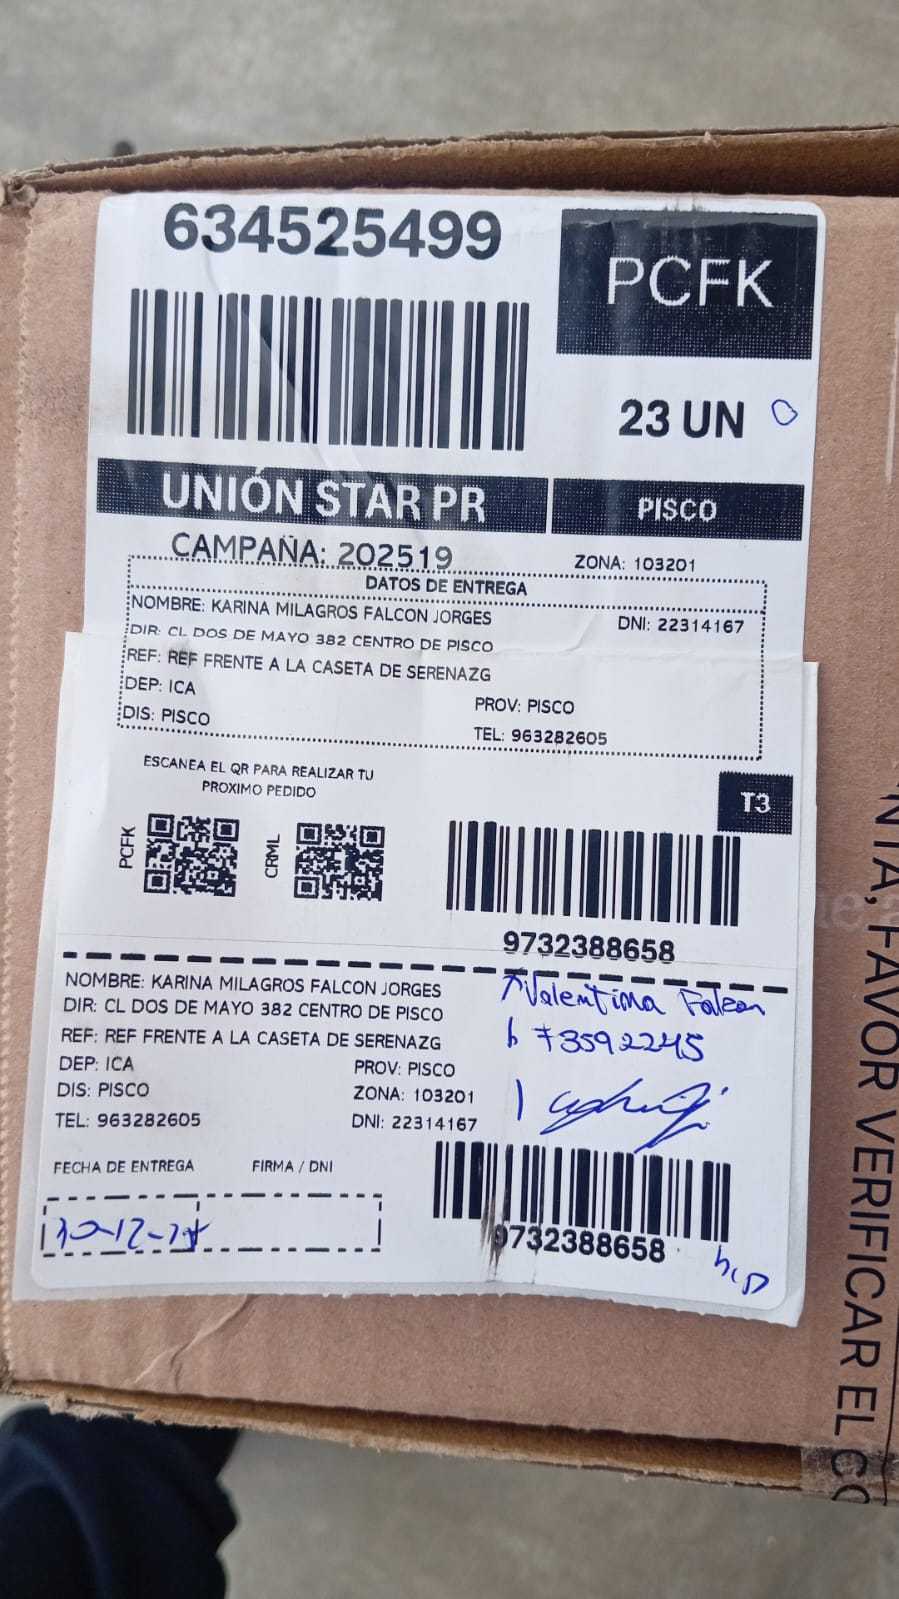 634525499
PCFK
23 UN
UNIÓN STAR PR
PISCO
CAMPAÑA: 202519
ZONA: 103201
DATOS DE ENTREGA
NOMBRE: KARINA MILAGROS FALCON JORGES
DNI: 22314167
DIR: CL DOS DE MAYO 382 CENTRO DE PISCO
REF: REF FRENTE A LA CASETA DE SERENAZG
DEP: ICA
PROV: PISCO
DIS: PISCO
TEL: 963282605
ESCANEA EL QR PARA REALIZAR TU
PROXIMO PEDIDO
T3
PCFK
CRML
9732388658
NOMBRE: KARINA MILAGROS FALCON JORGES
DIR: CL DOS DE MAYO 382 CENTRO DE PISCO
REF: REF FRENTE A LA CASETA DE SERENAZG
DEP: ICA
PROV: PISCO
DIS: PISCO
ZONA: 103201
TEL: 963282605
DNI: 22314167
Valentina Falcon
73592245
FECHA DE ENTREGA
FIRMA / DNI
9732388658
NTA, FAVOR VERIFICAR EL CO